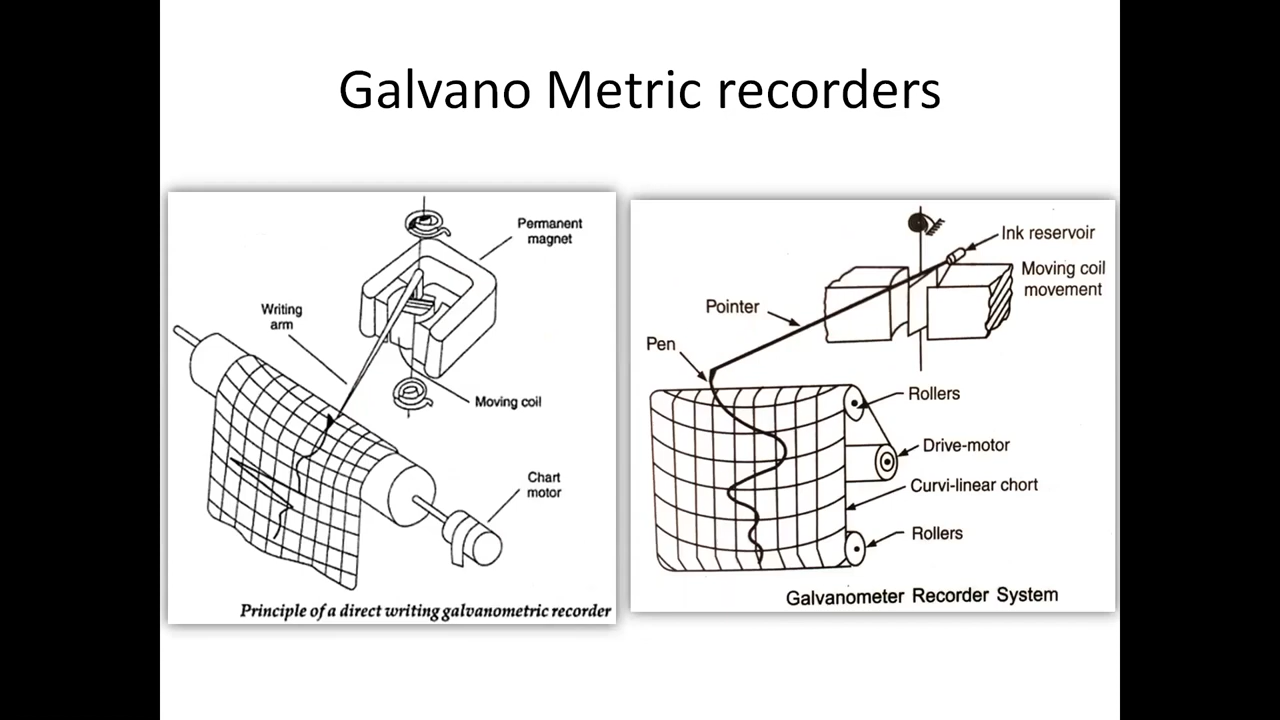 Galvano Metric recorders
Permanent
magnet
Writing
arm
Moving coil
Chart
motor
Principle of a direct writing galvanometric recorder
Ink reservoir
Moving coil
movement
Pointer
Pen
Rollers
Drive-motor
Curvi-linear chort
Rollers
Galvanometer Recorder System